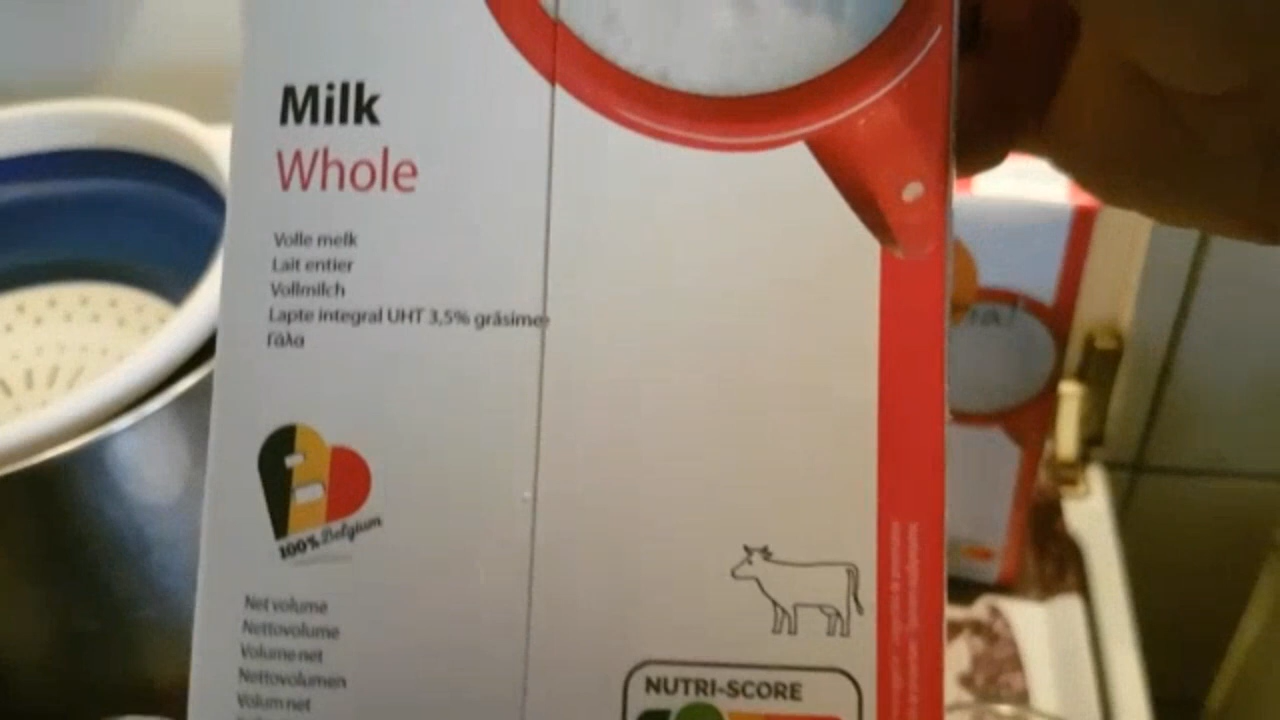 Milk
Whole
Volle melk
Lait entier
Vollmilch
Lapte integral UHT 3,5% grăsime
Γάλα
100% Belgium
Net volume
Nettovolume
Volume net
Nettovolumen
Volum net
NUTRI-SCORE